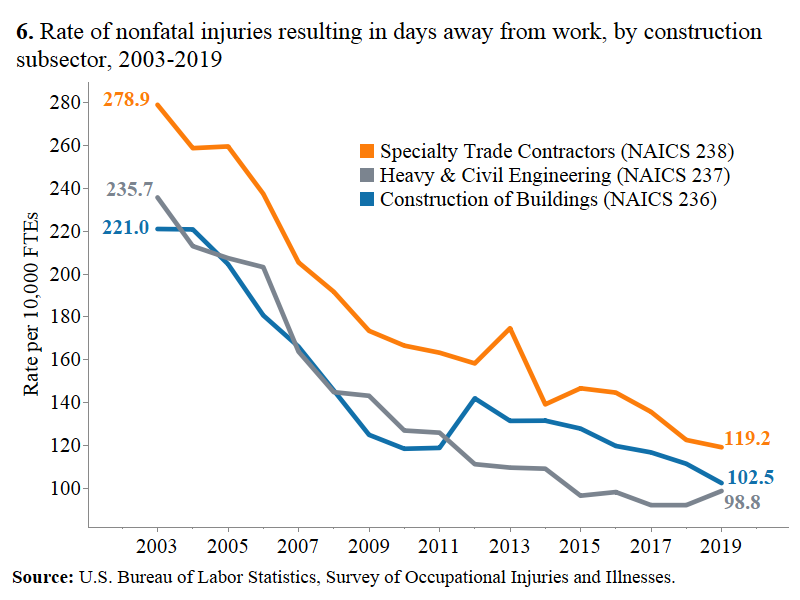 6. Rate of nonfatal injuries resulting in days away from work, by construction
subsector, 2003-2019
280
278.9
260
Specialty Trade Contractors (NAICS 238)
Heavy & Civil Engineering (NAICS 237)
Construction of Buildings (NAICS 236)
240
235.7
220
221.0
200
180
160
140
120
100
Rate per 10,000 FTEs
119.2
102.5
98.8
2003 2005 2007 2009 2011 2013 2015 2017 2019
Source: U.S. Bureau of Labor Statistics, Survey of Occupational Injuries and Illnesses.